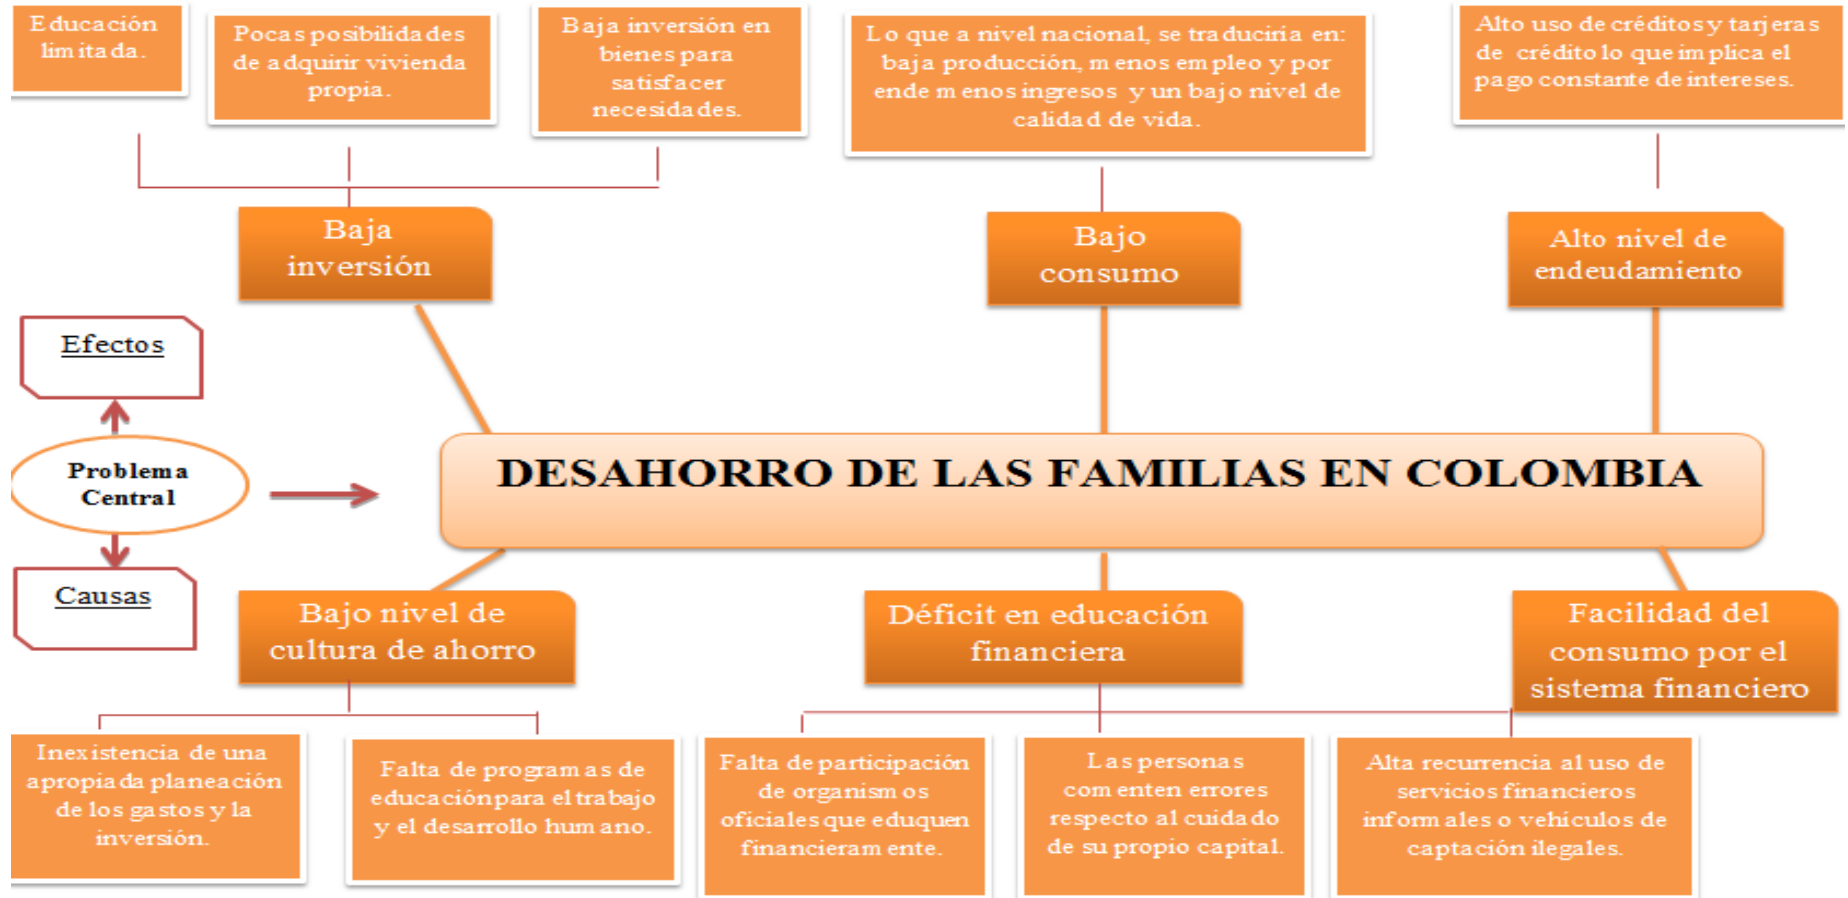 Educación
limitada.
Pocas posibilidades
de adquirir vivienda
propia.
Baja inversión en
bienes para
satisfacer
necesidades.
Lo que a nivel nacional, se traduciría en:
baja producción, menos empleo y por
ende menos ingresos y un bajo nivel de
calidad de vida.
Alto uso de créditos y tarjeras
de crédito lo que implica el
pago constante de intereses.
Baja
inversión
Bajo
consumo
Alto nivel de
endeudamiento
Efectos
Problema
Central
DESAHORRO DE LAS FAMILIAS EN COLOMBIA
Causas
Bajo nivel de
cultura de ahorro
Déficit en educación
financiera
Facilidad del
consumo por el
sistema financiero
Inexistencia de una
apropiada planeación
de los gastos y la
inversión.
Falta de programas de
educación para el trabajo
y el desarrollo humano.
Falta de participación
de organismos
oficiales que eduquen
financieramente.
Las personas
comenten errores
respecto al cuidado
de su propio capital.
Alta recurrencia al uso de
servicios financieros
informales o vehículos de
captación ilegales.